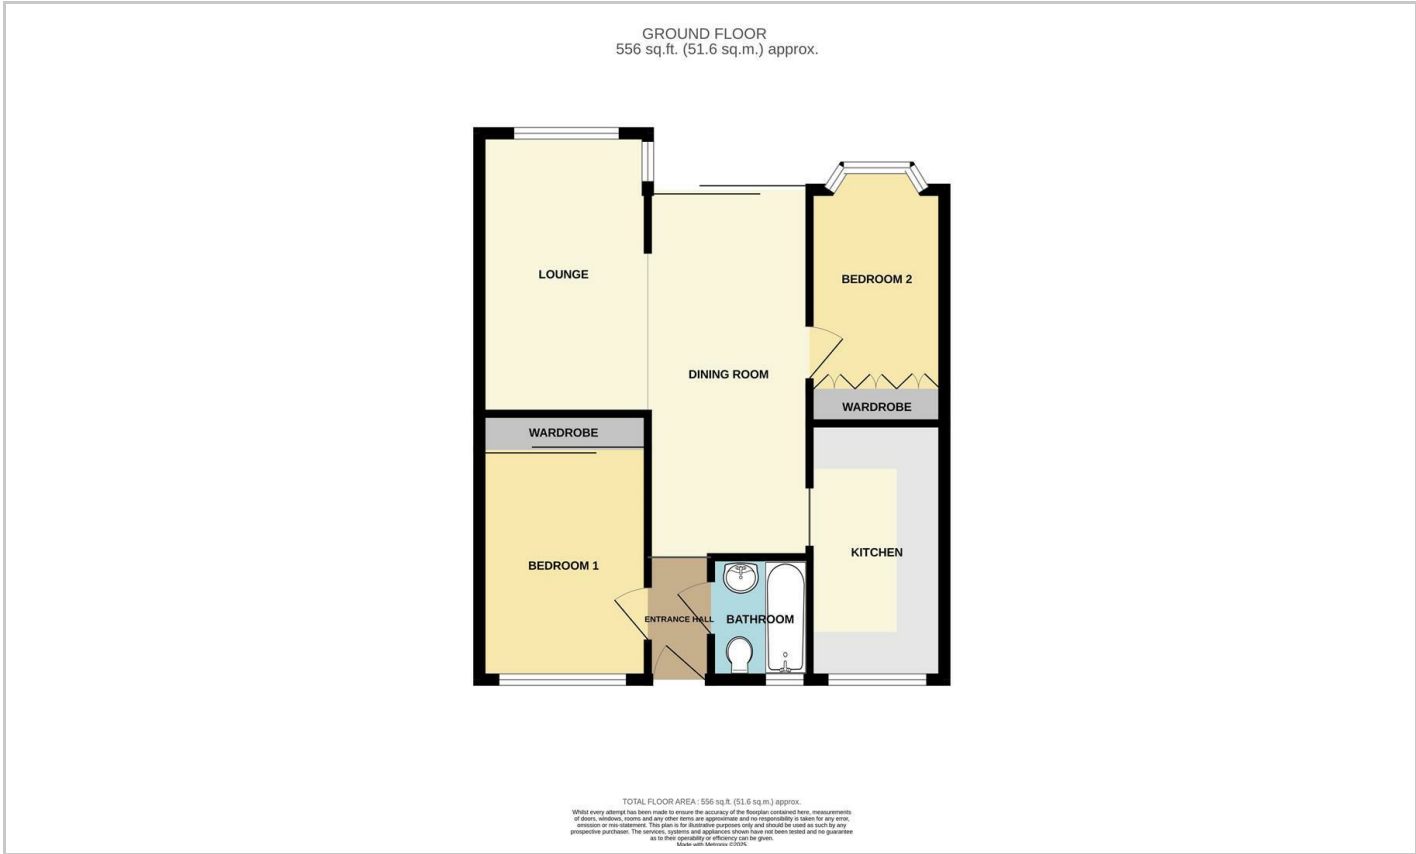 GROUND FLOOR
556 sq.ft. (51.6 sq.m.) approx.
LOUNGE
BEDROOM 2
DINING ROOM
WARDROBE
WARDROBE
KITCHEN
BEDROOM 1
ENTRANCE HALL
BATHROOM
TOTAL FLOOR AREA : 556 sq.ft. (51.6 sq.m.) approx.
Whilst every attempt has been made to ensure the accuracy of the floorplan contained here, measurements
of doors, windows, rooms and any other items are approximate and no responsibility is taken for any error,
omission or mis-statement. This plan is for illustrative purposes only and should be used as such by any
prospective purchaser. The services, systems and appliances shown have not been tested and no guarantee
as to their operability or efficiency can be given.
Made with Metropix ©2025